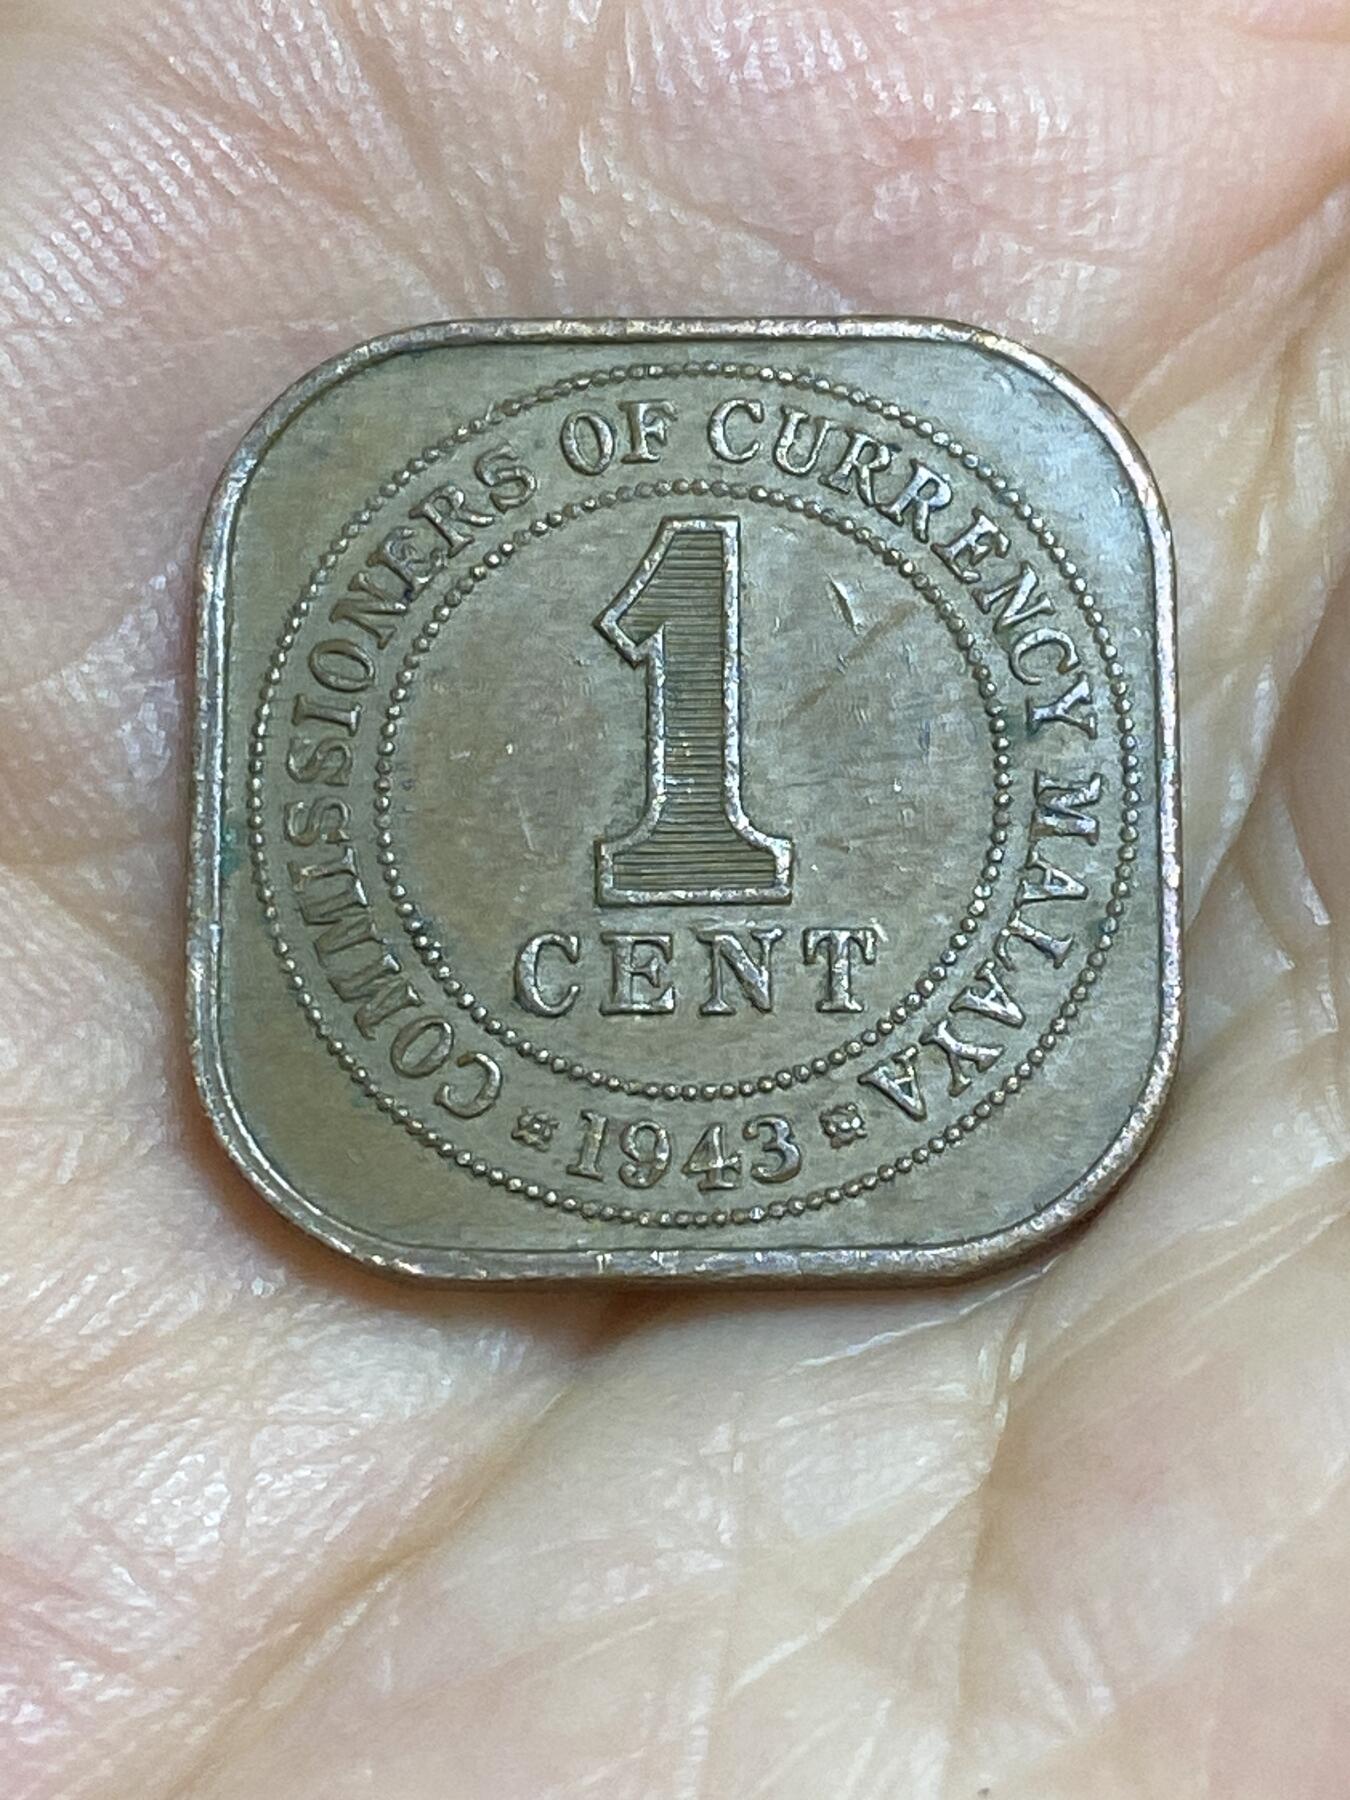 COMMISSIONERS OF CURRENCY MALAYA
1
CENT
1943